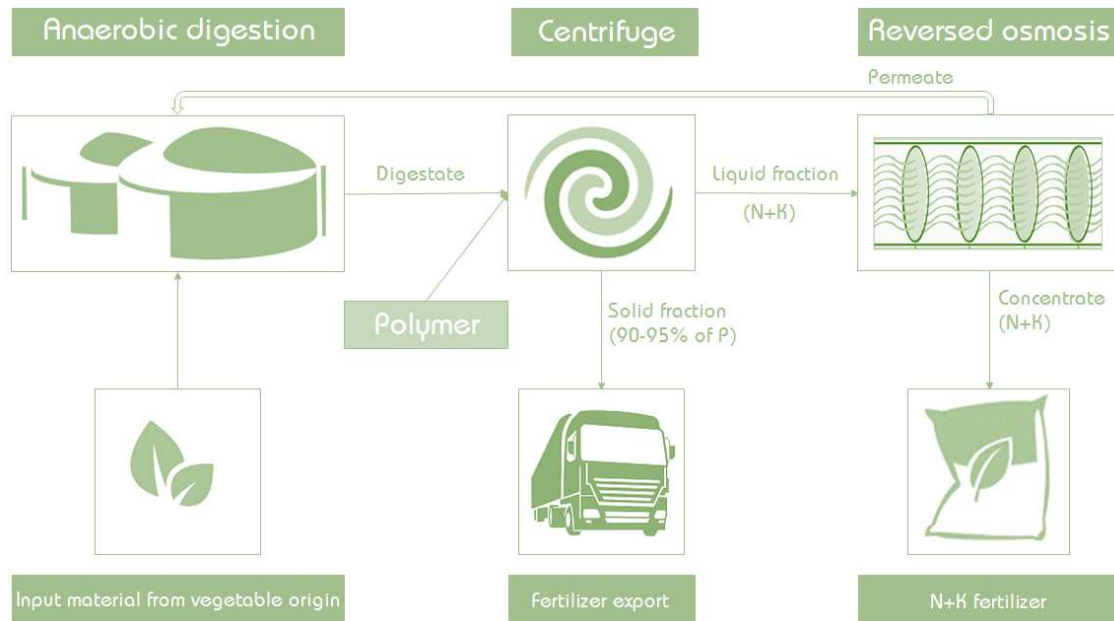 Anaerobic digestion
Centrifuge
Reversed osmosis
Permeate
Digestate
Liquid fraction
(N+K)
Polymer
Solid fraction
(90-95% of P)
Concentrate
(N+K)
Input material from vegetable origin
Fertilizer export
N+K fertilizer